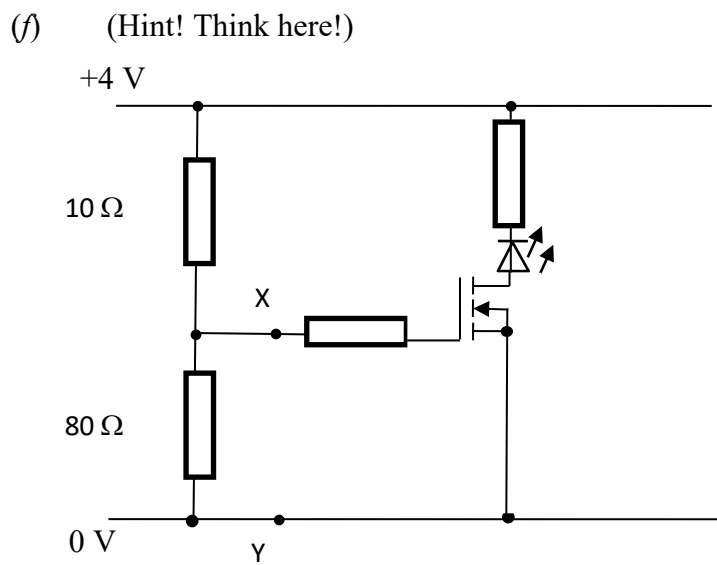 (f) (Hint! Think here!)
+4 V
10 Ω
X
80 Ω
0 V
Y